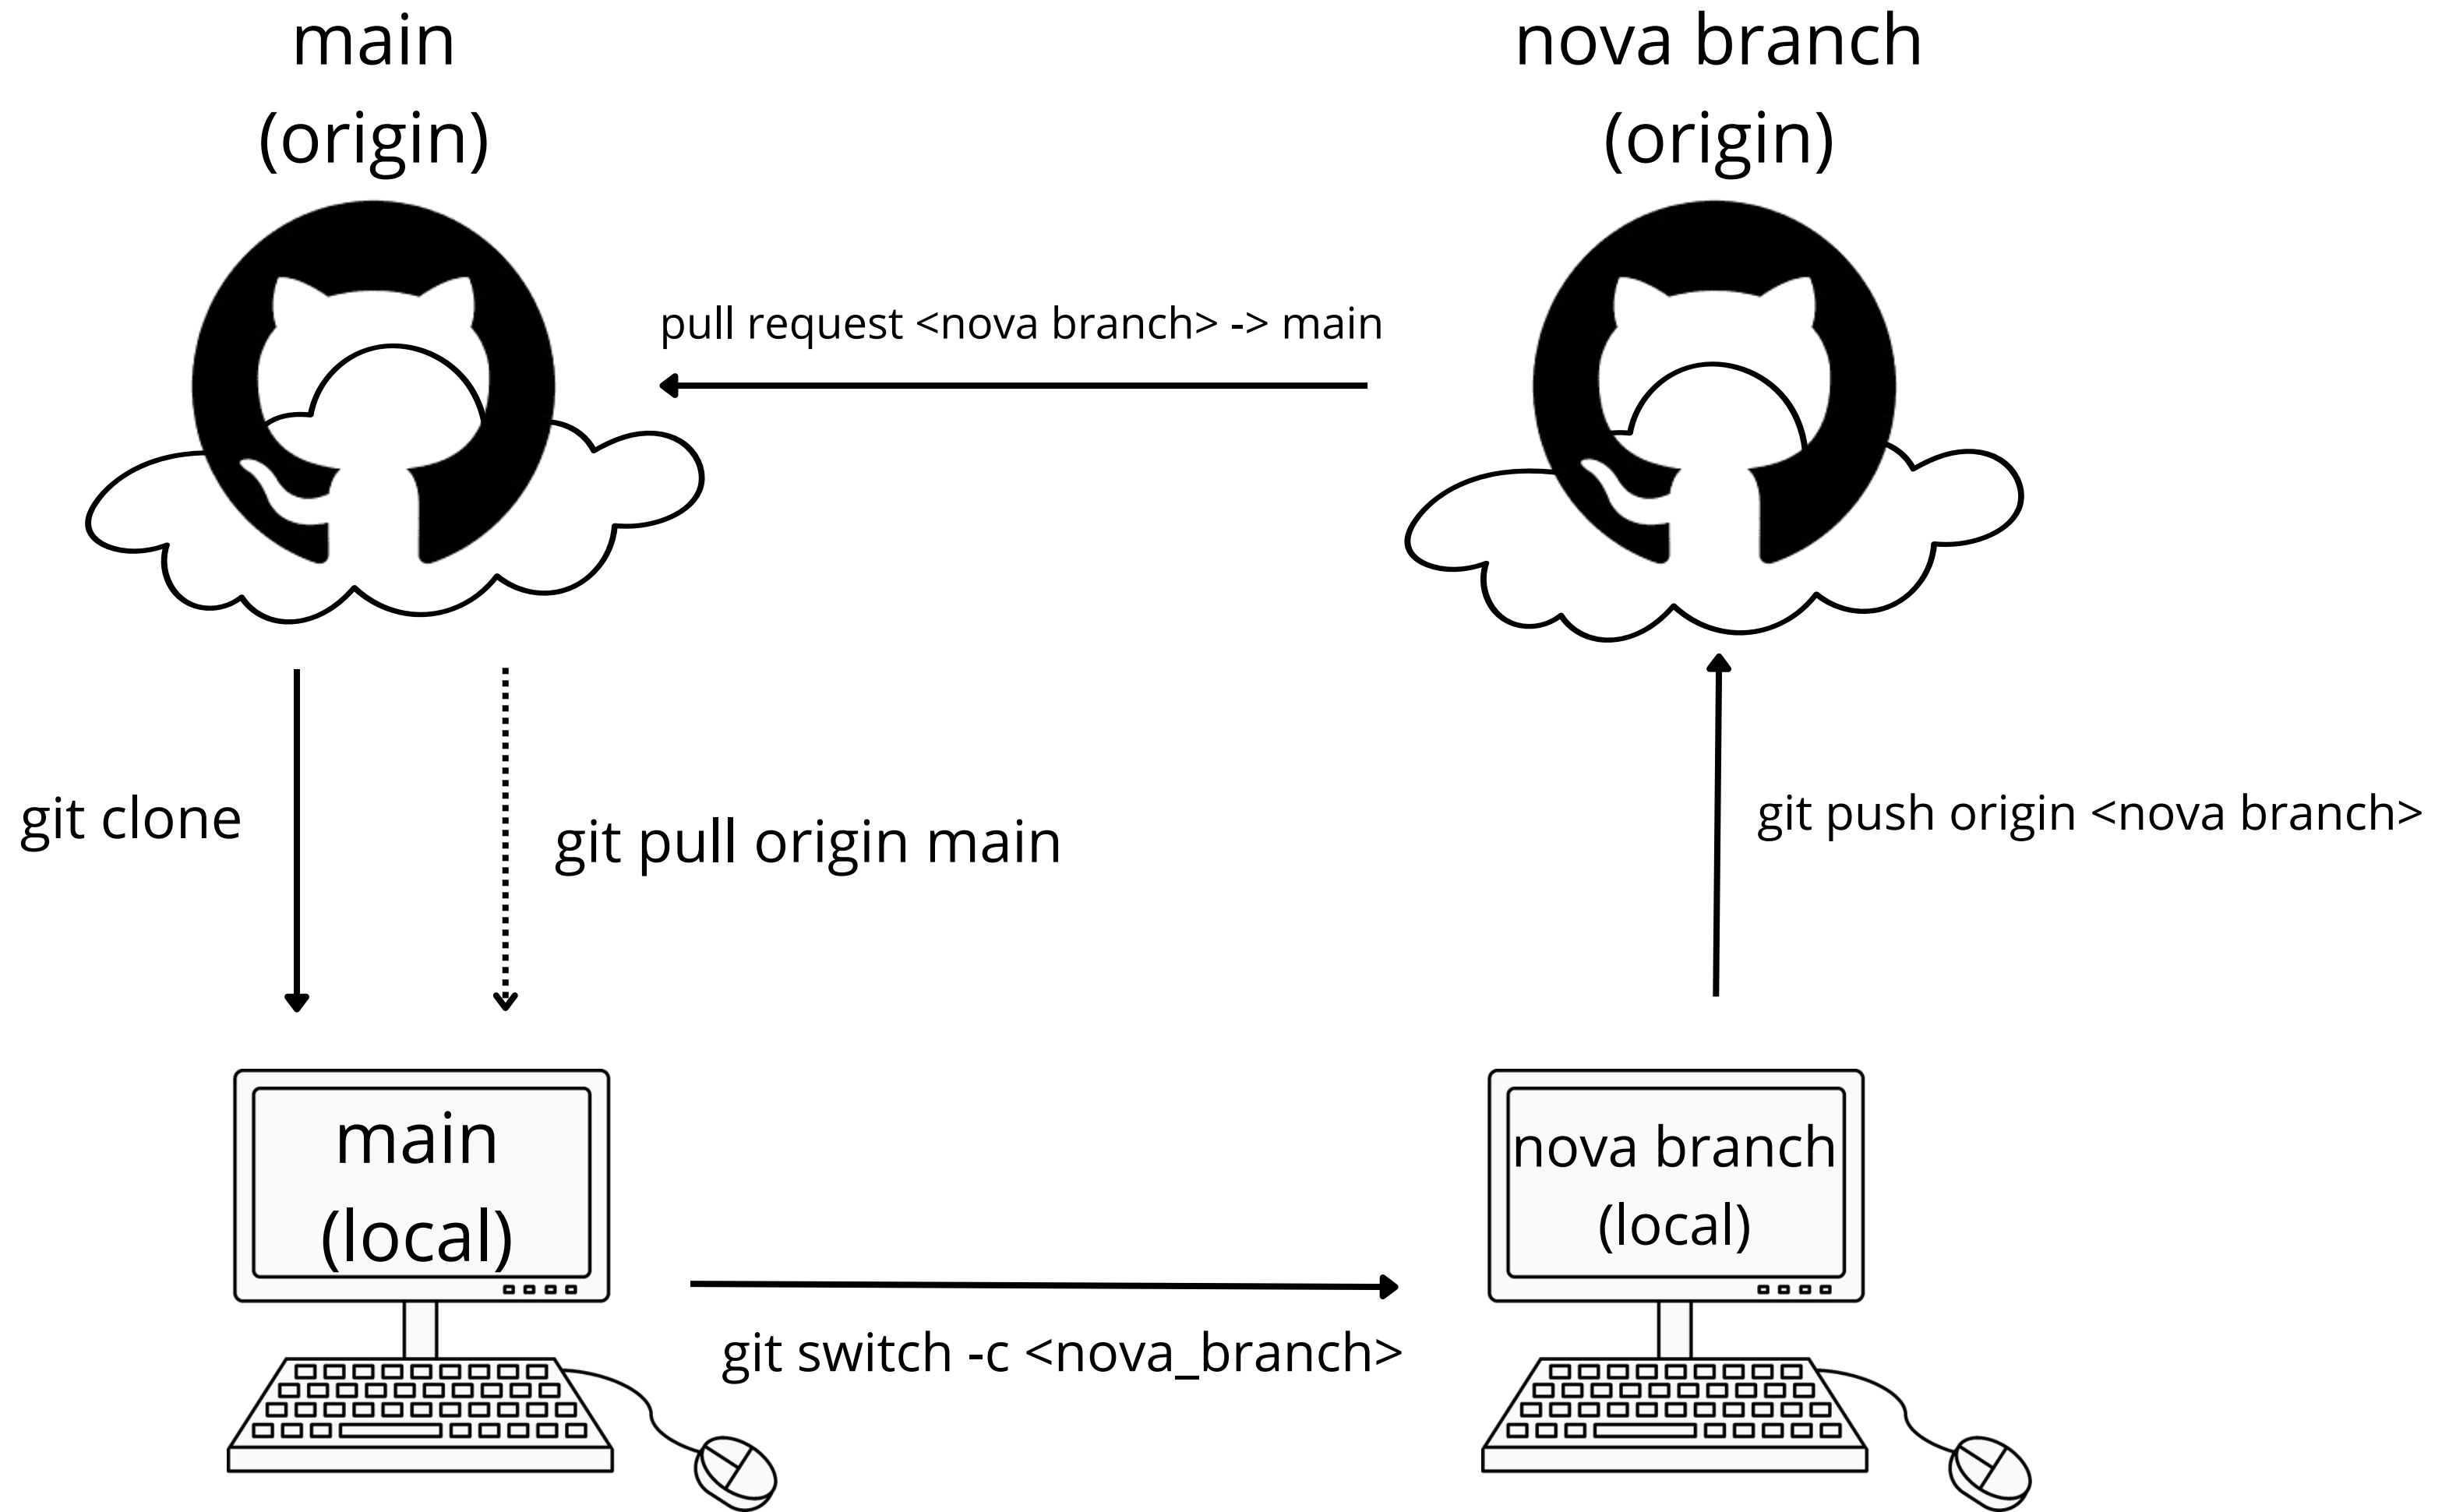 main
(origin)
nova branch
(origin)
pull request <nova branch> -> main
git clone
git pull origin main
git push origin <nova branch>
main
(local)
nova branch
(local)
git switch -c <nova_branch>